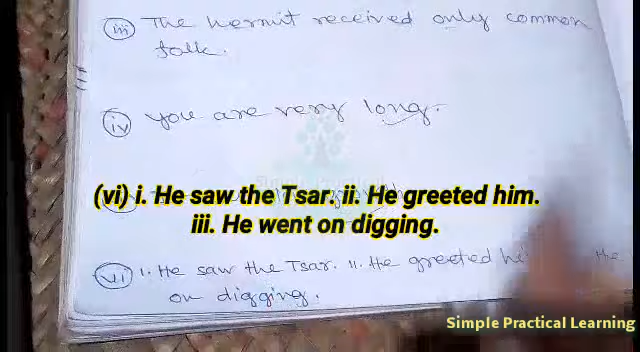 (iii) The hermit received only common
folk.
(iv) You are very long.
(vi) i. He saw the Tsar. ii. He greeted him.
iii. He went on digging.
(vi) i. He saw the Tsar. ii. He greeted the
on digging.
Simple Practical Learning